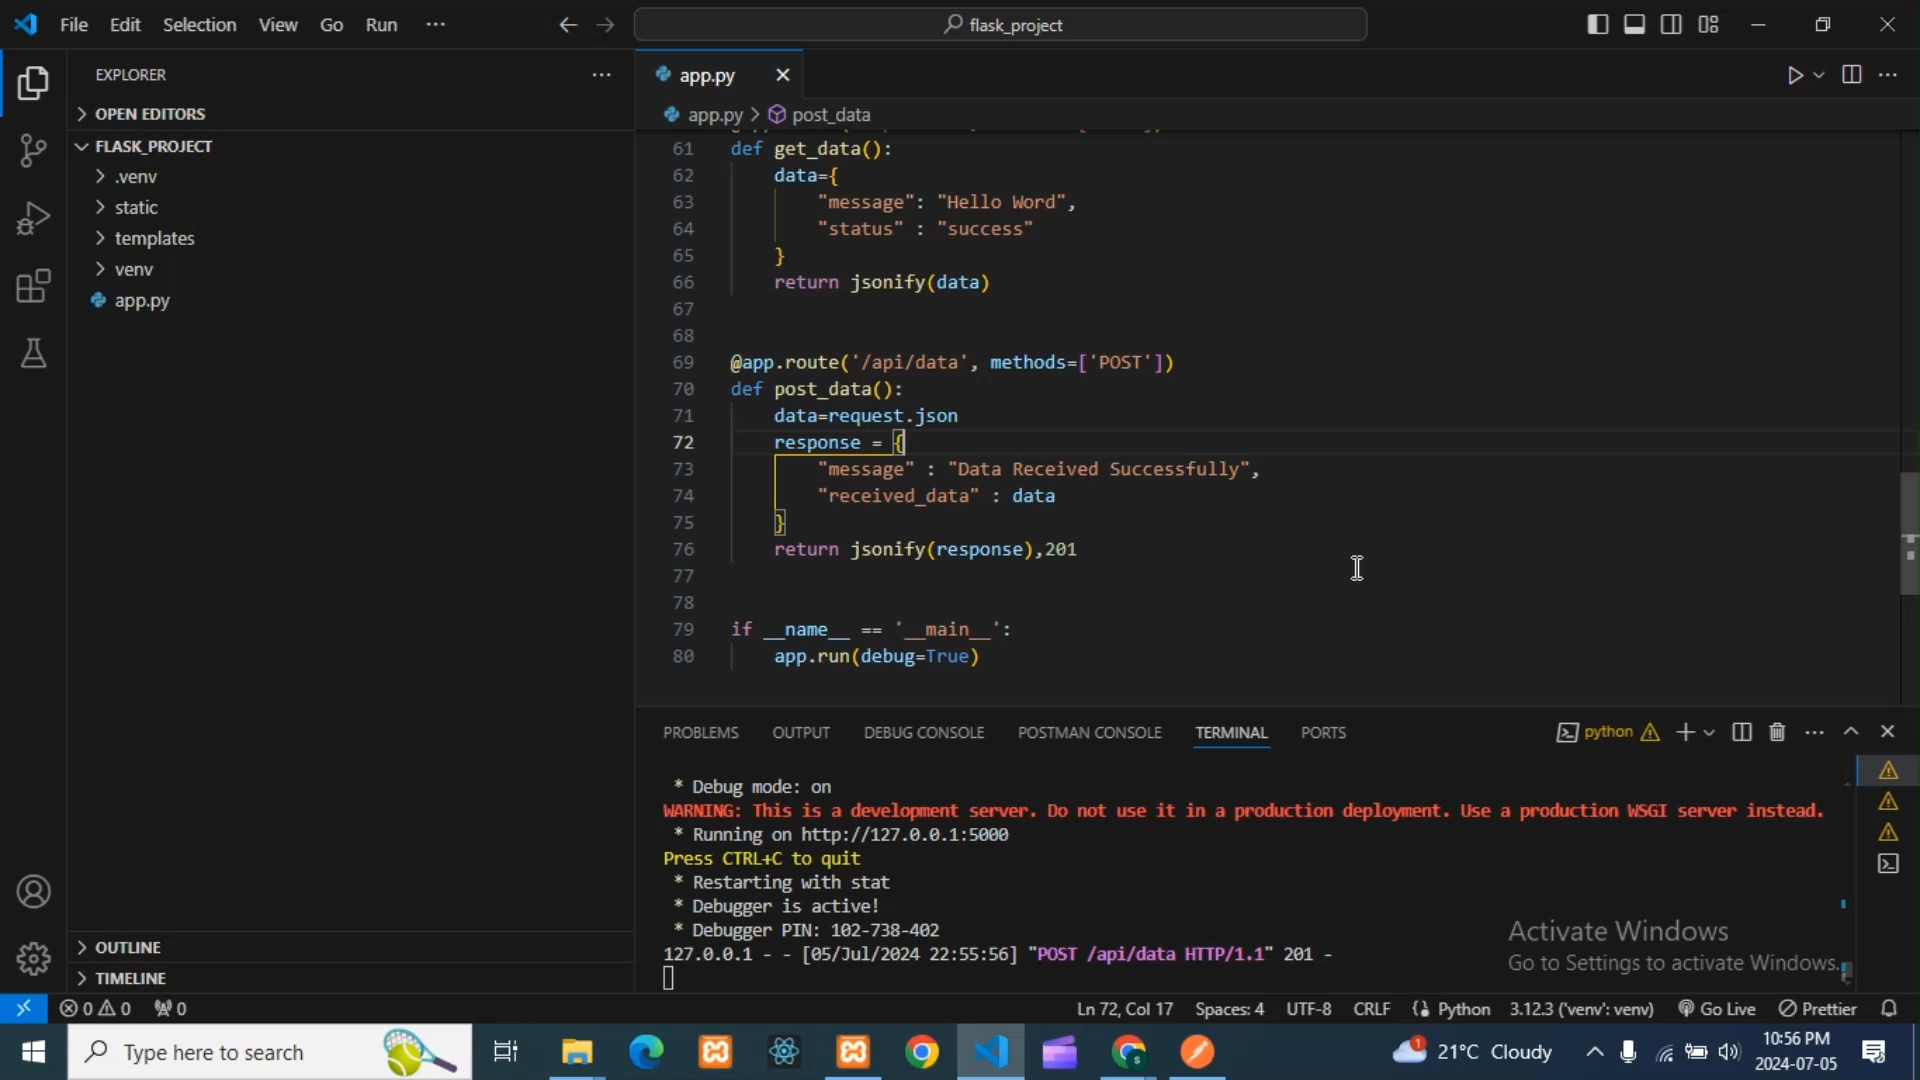 File Edit Selection View Go Run ···
flask_project
EXPLORER
OPEN EDITORS
FLASK_PROJECT
.venv
static
templates
venv
app.py
OUTLINE
TIMELINE
app.py
app.py > post_data
61 def get_data():
62 data={
63 "message": "Hello Word",
64 "status" : "success"
65 }
66 return jsonify(data)
67
68
69 @app.route('/api/data', methods=['POST'])
70 def post_data():
71 data=request.json
72 response = {
73 "message" : "Data Received Successfully",
74 "received_data" : data
75 }
76 return jsonify(response),201
77
78
79 if __name__ == '__main__':
80 app.run(debug=True)
PROBLEMS OUTPUT DEBUG CONSOLE POSTMAN CONSOLE TERMINAL PORTS
python
* Debug mode: on
WARNING: This is a development server. Do not use it in a production deployment. Use a production WSGI server instead.
* Running on http://127.0.0.1:5000
Press CTRL+C to quit
* Restarting with stat
* Debugger is active!
* Debugger PIN: 102-738-402
127.0.0.1 - - [05/Jul/2024 22:55:56] "POST /api/data HTTP/1.1" 201 -
Activate Windows
Go to Settings to activate Windows.
0 0 0
Ln 72, Col 17 Spaces: 4 UTF-8 CRLF Python 3.12.3 ('venv': venv) Go Live Prettier
Type here to search
1 21°C Cloudy
10:56 PM
2024-07-05